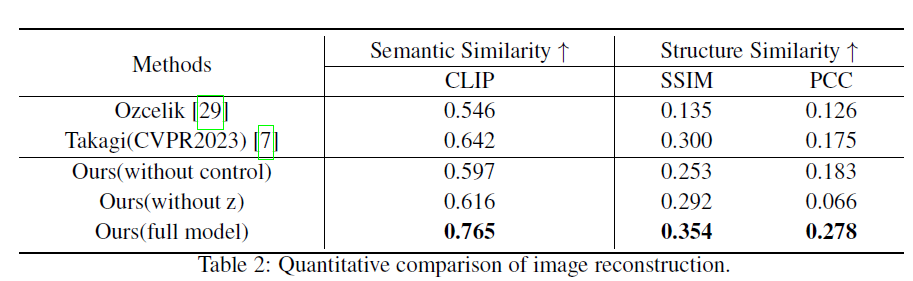 Methods Semantic Similarity ↑ Structure Similarity ↑
CLIP SSIM PCC
Ozcelik [29] 0.546 0.135 0.126
Takagi(CVPR2023) [7] 0.642 0.300 0.175
Ours(without control) 0.597 0.253 0.183
Ours(without z) 0.616 0.292 0.066
Ours(full model) 0.765 0.354 0.278
Table 2: Quantitative comparison of image reconstruction.